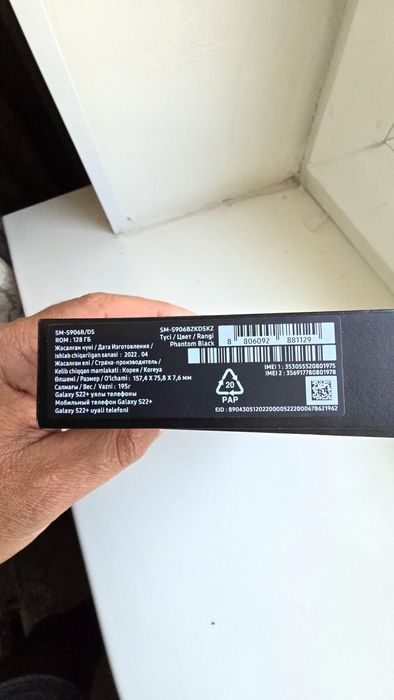 SM-S906B/DS
ROM : 128 ГБ
Жасалған күні / Дата Изготовления /
Ishlab chiqarilgan sanasi : 2022 . 04
Жасалған елі / Страна-производитель /
Kelib chiqqan mamlakati : Корея / Koreya
Өлшемі / Размер / O'lchami : 157,4 X 75,8 X 7,6 мм
Салмағы / Вес / Vazni : 195г
Galaxy S22+ ұялы телефоны
Мобильный телефон Galaxy S22+
Galaxy S22+ uyali telefoni
SM-S906BZKDSKZ
Түсі / Цвет / Rangi
Phantom Black
8 806092 881129
20
PAP
IMEI 1 : 353055520801975
IMEI 2 : 356917780801978
EID : 89043051202200005222000678621962